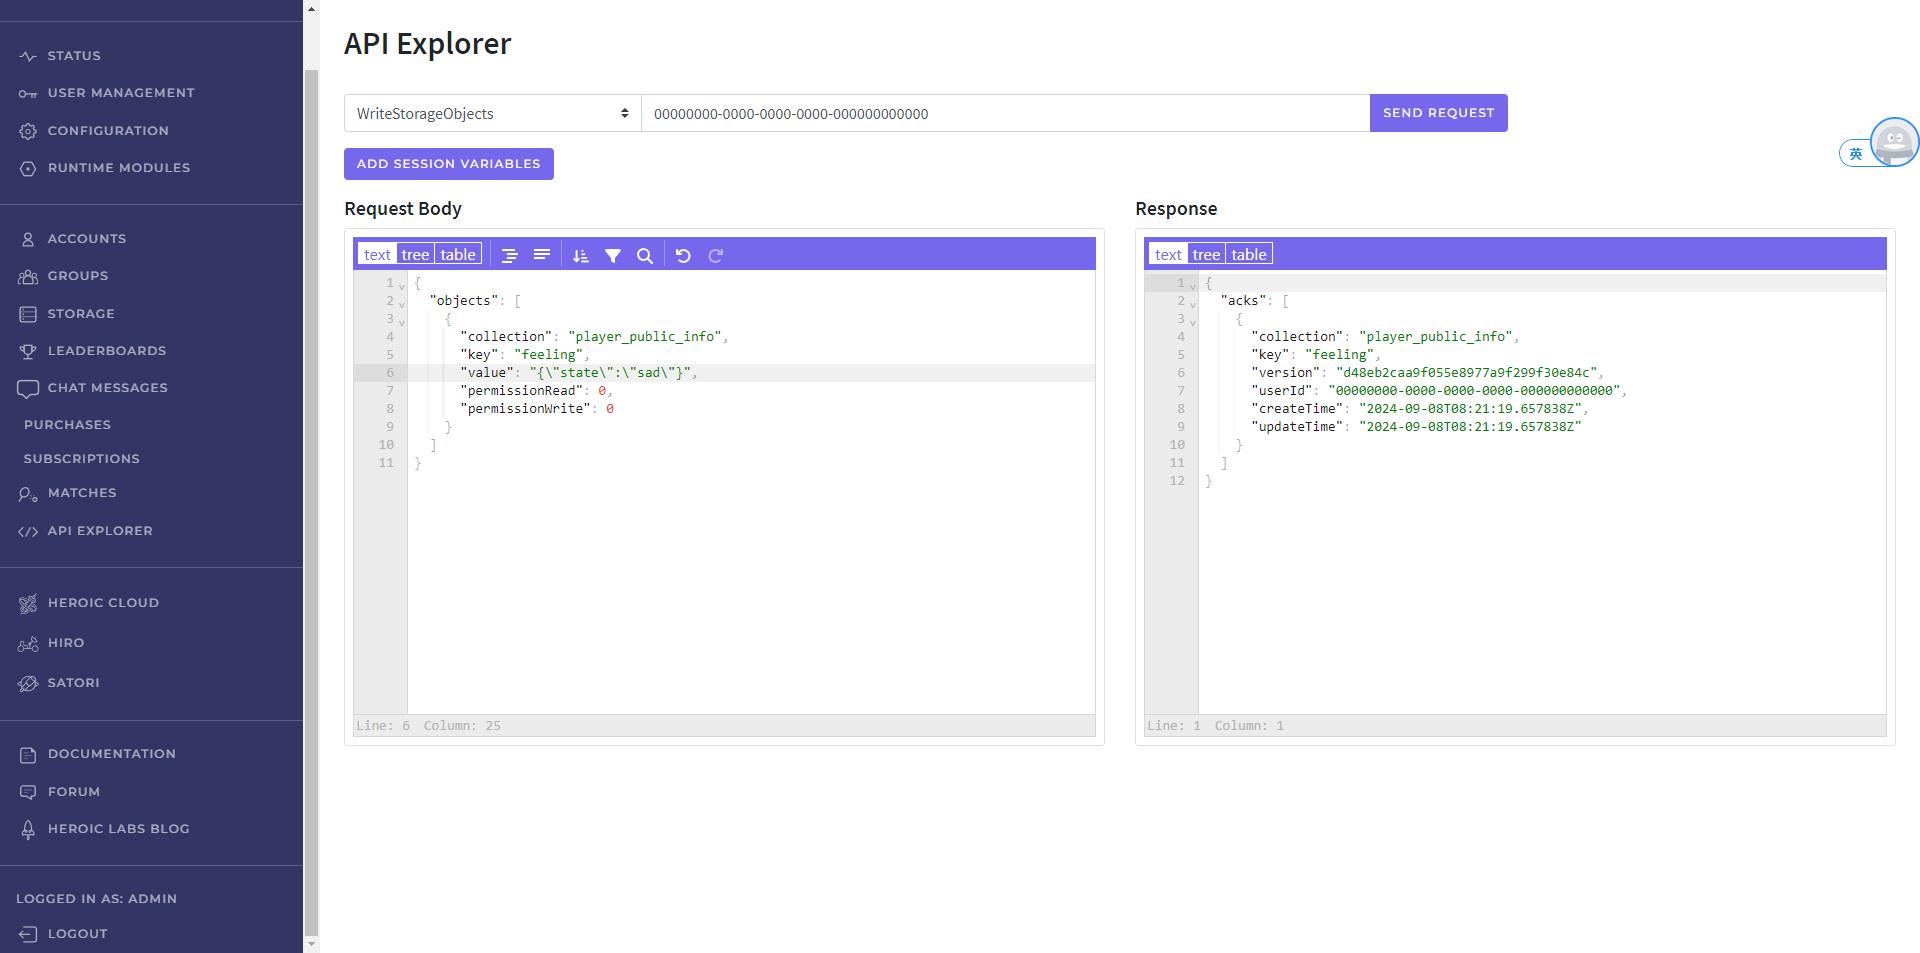 STATUS
USER MANAGEMENT
CONFIGURATION
RUNTIME MODULES
ACCOUNTS
GROUPS
STORAGE
LEADERBOARDS
CHAT MESSAGES
PURCHASES
SUBSCRIPTIONS
MATCHES
API EXPLORER
HEROIC CLOUD
HIRO
SATORI
DOCUMENTATION
FORUM
HEROIC LABS BLOG
LOGGED IN AS: ADMIN
LOGOUT
API Explorer
WriteStorageObjects 00000000-0000-0000-0000-000000000000 SEND REQUEST
ADD SESSION VARIABLES
英
Request Body
text tree table
1 {
2 "objects": [
3 {
4 "collection": "player_public_info",
5 "key": "feeling",
6 "value": "{\"state\":\"sad\"}",
7 "permissionRead": 0,
8 "permissionWrite": 0
9 }
10 ]
11 }
Line: 6 Column: 25
Response
text tree table
1 {
2 "acks": [
3 {
4 "collection": "player_public_info",
5 "key": "feeling",
6 "version": "d48eb2caa9f055e8977a9f299f30e84c",
7 "userId": "00000000-0000-0000-0000-000000000000",
8 "createTime": "2024-09-08T08:21:19.657838Z",
9 "updateTime": "2024-09-08T08:21:19.657838Z"
10 }
11 ]
12 }
Line: 1 Column: 1